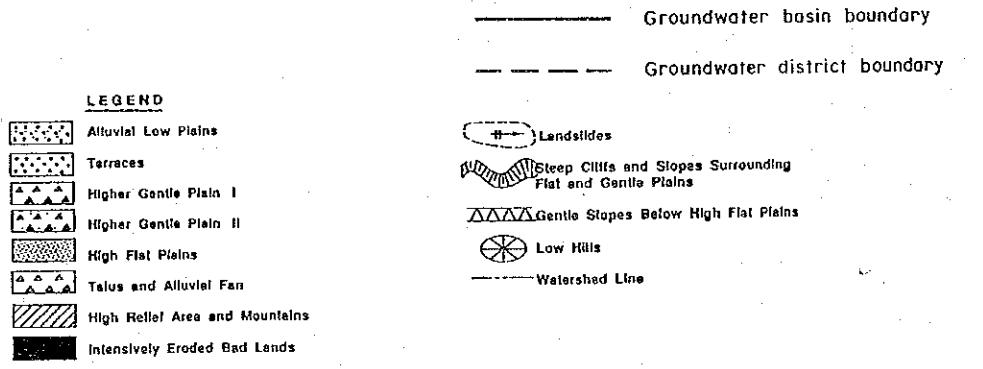 Groundwater basin boundary
Groundwater district boundary
LEGEND
Alluvial Low Plains
Terraces
Higher Gentle Plain I
Higher Gentle Plain II
High Flat Plains
Talus and Alluvial Fan
High Relief Area and Mountains
Intensively Eroded Bad Lands
Landslides
Steep Cliffs and Slopes Surrounding
Flat and Gentle Plains
Gentle Slopes Below High Flat Plains
Low Hills
Watershed Line